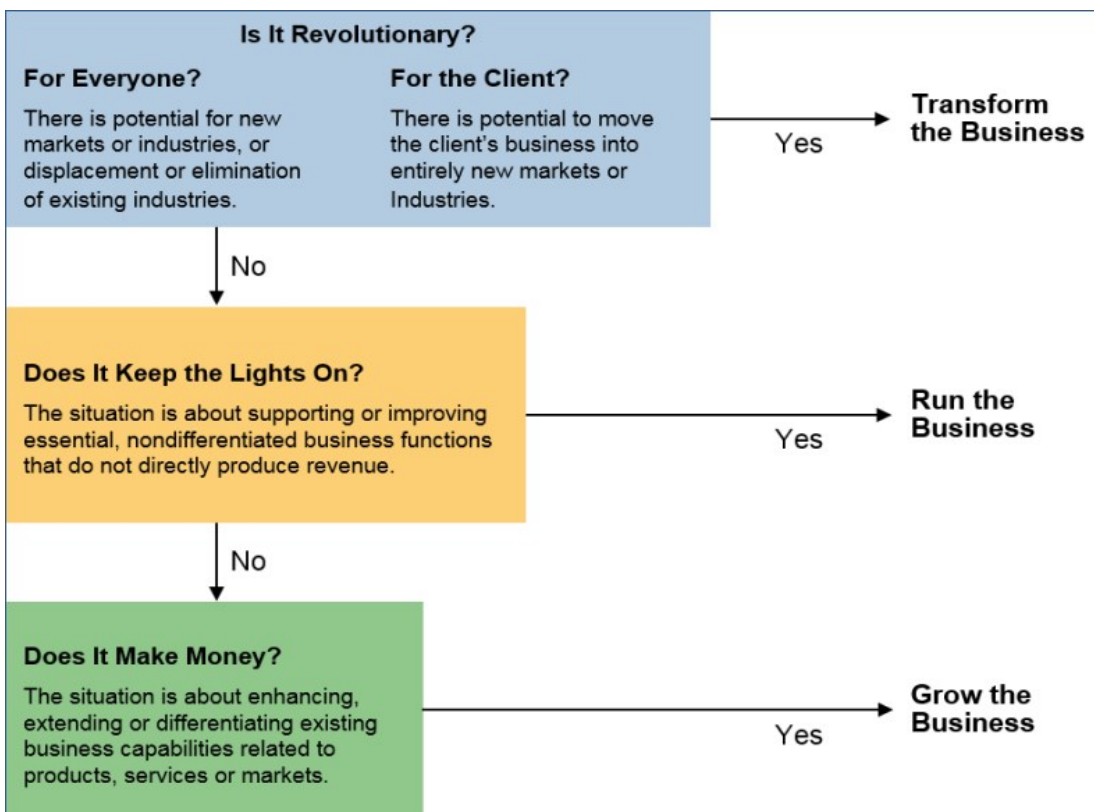 Is It Revolutionary?
For Everyone?
There is potential for new
markets or industries, or
displacement or elimination
of existing industries.
For the Client?
There is potential to move
the client's business into
entirely new markets or
Industries.
Yes
Transform
the Business
No
Does It Keep the Lights On?
The situation is about supporting or improving
essential, nondifferentiated business functions
that do not directly produce revenue.
Yes
Run the
Business
No
Does It Make Money?
The situation is about enhancing,
extending or differentiating existing
business capabilities related to
products, services or markets.
Yes
Grow the
Business